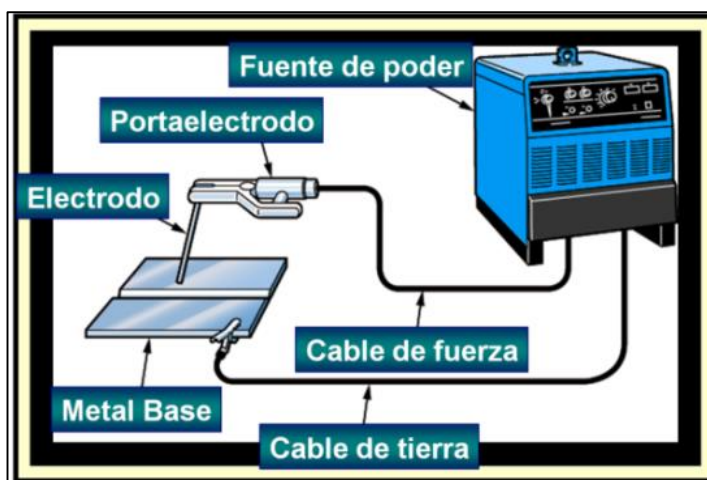 Fuente de poder
Portaelectrodo
Electrodo
Cable de fuerza
Metal Base
Cable de tierra